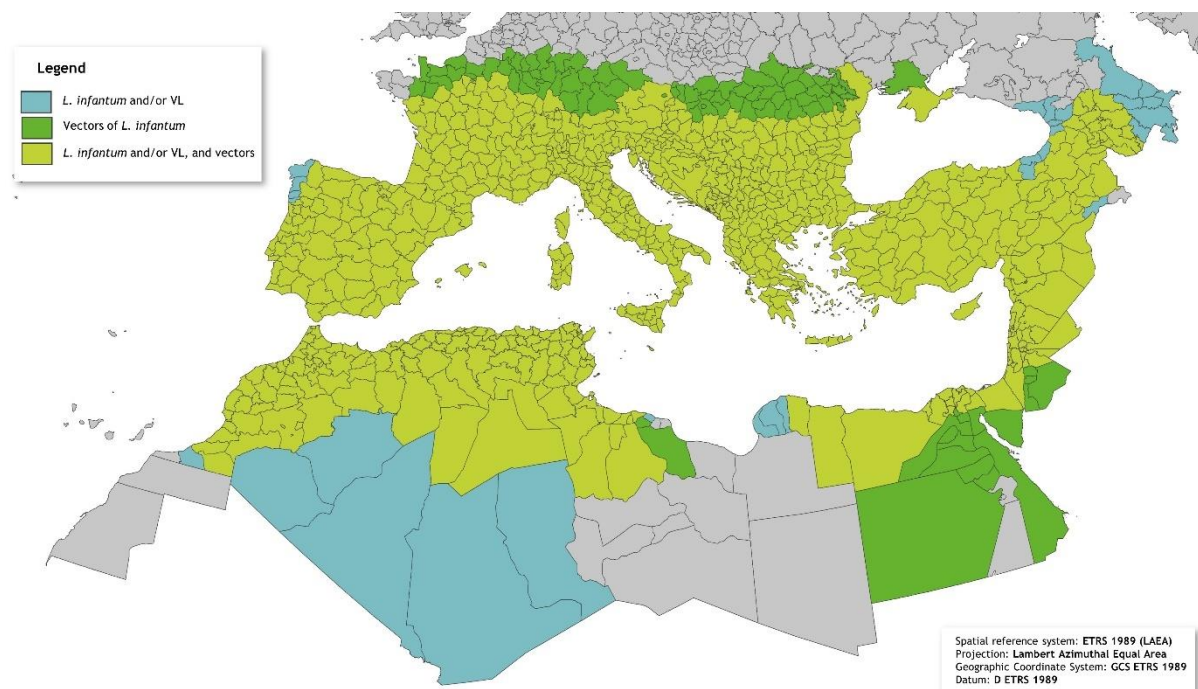 Legend
L. infantum and/or VL
Vectors of L. infantum
L. infantum and/or VL, and vectors
Spatial reference system: ETRS 1989 (LAEA)
Projection: Lambert Azimuthal Equal Area
Geographic Coordinate System: GCS ETRS 1989
Datum: D ETRS 1989